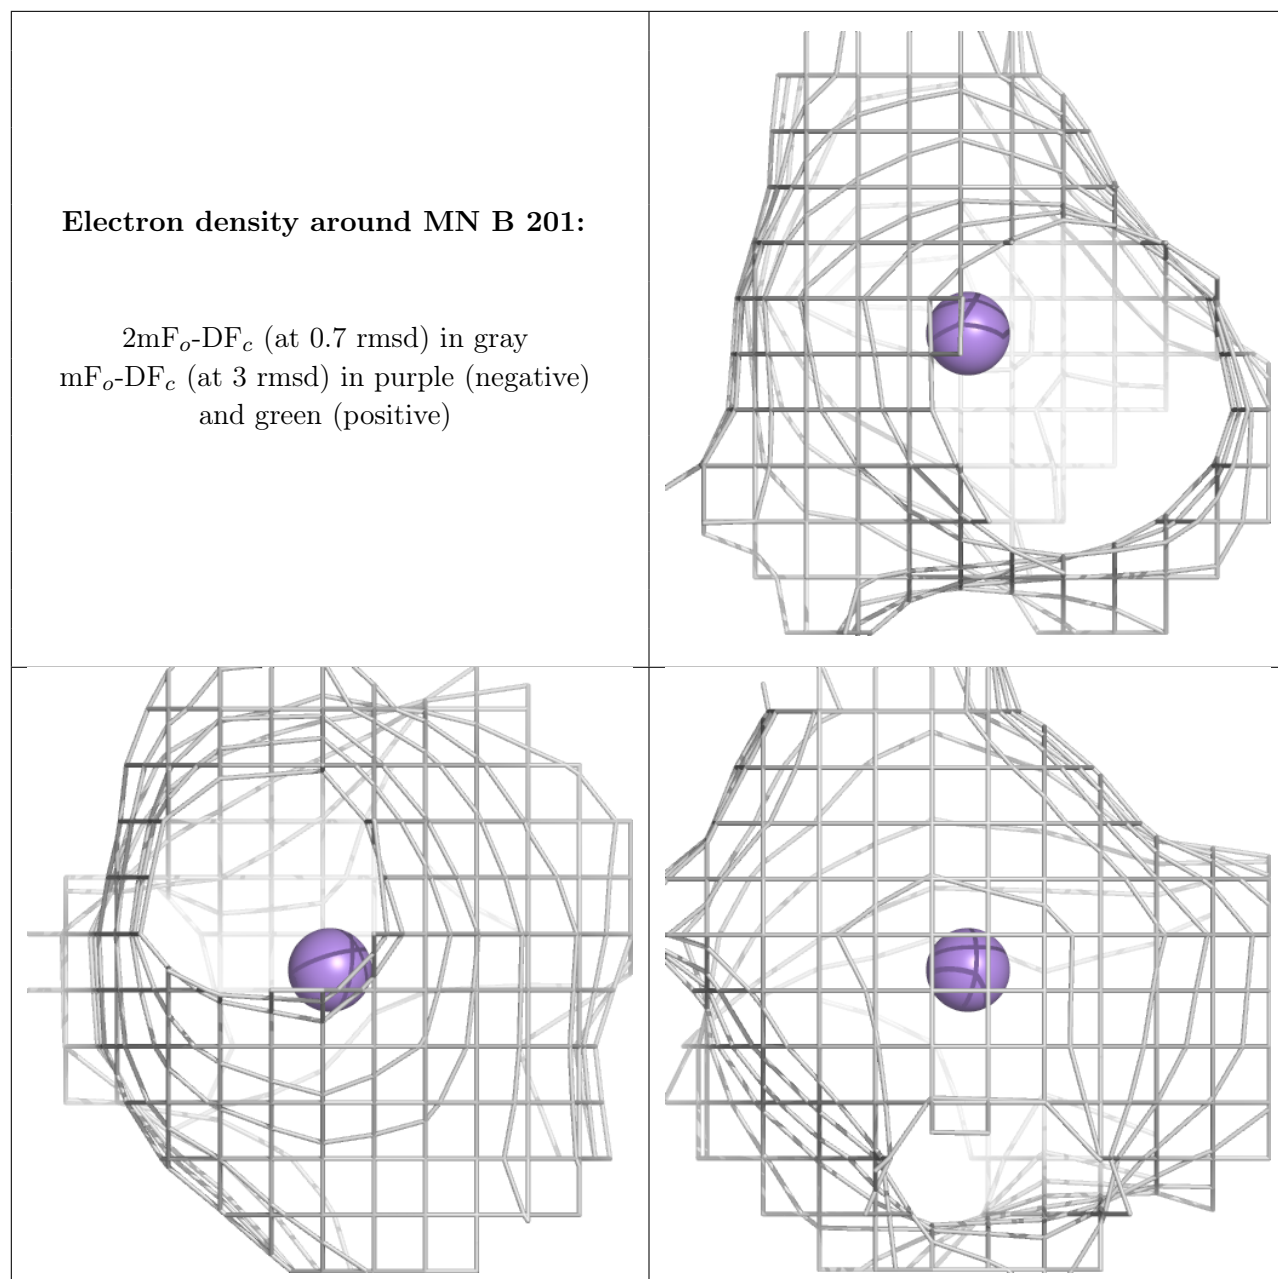 Electron density around MN B 201:
2mFo-DFc (at 0.7 rmsd) in gray
mFo-DFc (at 3 rmsd) in purple (negative)
and green (positive)